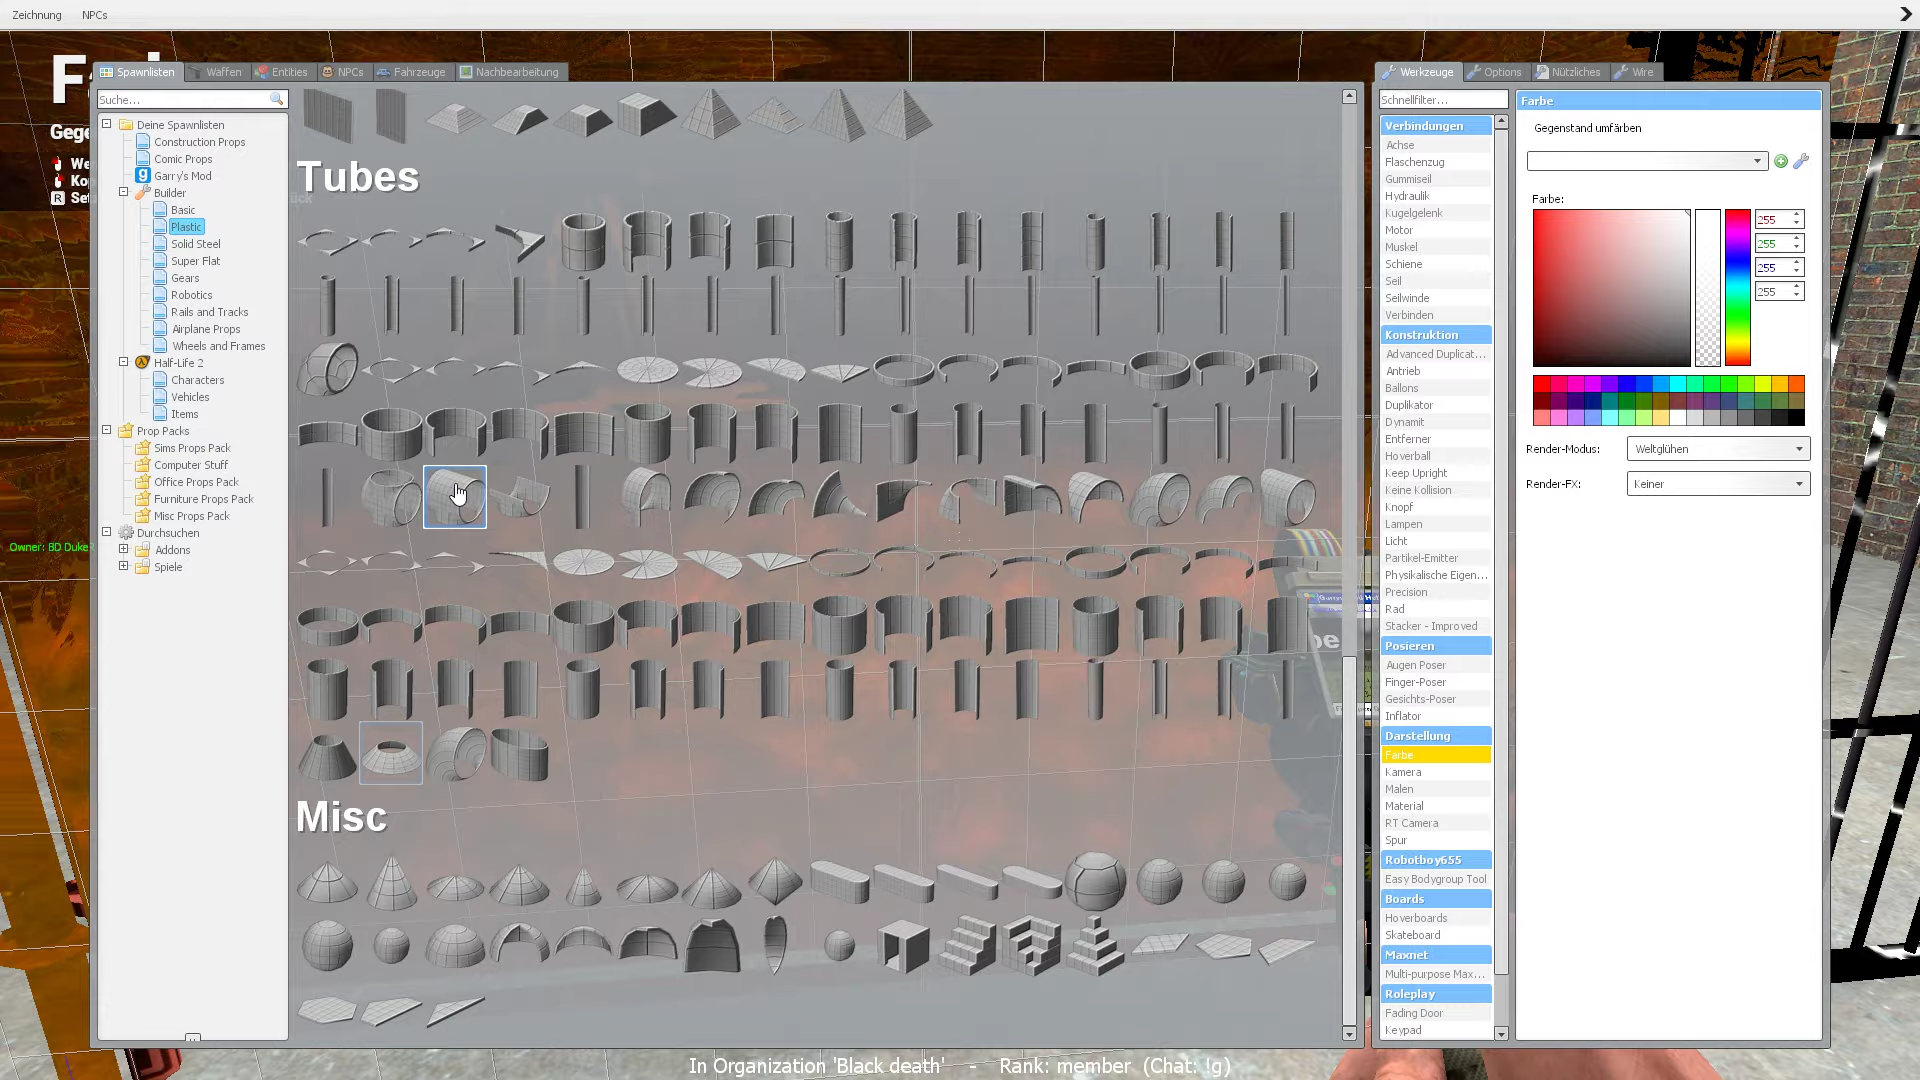 Zeichnung NPCs
Gege
We
Kop
R Set
Owner: BD Duke
Spawnlisten Waffen Entities NPCs Fahrzeuge Nachbearbeitung
Suche...
Deine Spawnlisten
Construction Props
Comic Props
Garry's Mod
Builder
Basic
Plastic
Solid Steel
Super Flat
Gears
Robotics
Rails and Tracks
Airplane Props
Wheels and Frames
Half-Life 2
Characters
Vehicles
Items
Prop Packs
Sims Props Pack
Computer Stuff
Office Props Pack
Furniture Props Pack
Misc Props Pack
Durchsuchen
Addons
Spiele
Tubes
Misc
Werkzeuge Options Nützliches Wire
Schnellfilter...
Verbindungen
Achse
Flaschenzug
Gummiseil
Hydraulik
Kugelgelenk
Motor
Muskel
Schiene
Seil
Seilwinde
Verbinden
Konstruktion
Advanced Duplicat...
Antrieb
Ballons
Duplikator
Dynamit
Entferner
Hoverball
Keep Upright
Keine Kollision
Knopf
Lampen
Licht
Partikel-Emitter
Physikalische Eigen...
Precision
Rad
Stacker - Improved
Posieren
Augen Poser
Finger-Poser
Gesichts-Poser
Inflator
Darstellung
Farbe
Kamera
Malen
Material
RT Camera
Spur
Robotboy655
Easy Bodygroup Tool
Boards
Hoverboards
Skateboard
Maxnet
Multi-purpose Max...
Roleplay
Fading Door
Keypad
Farbe
Gegenstand umfärben
Farbe:
255
255
255
255
Render-Modus: Weltglühen
Render-FX: Keiner
In Organization 'Black death' - Rank: member (Chat: !g)